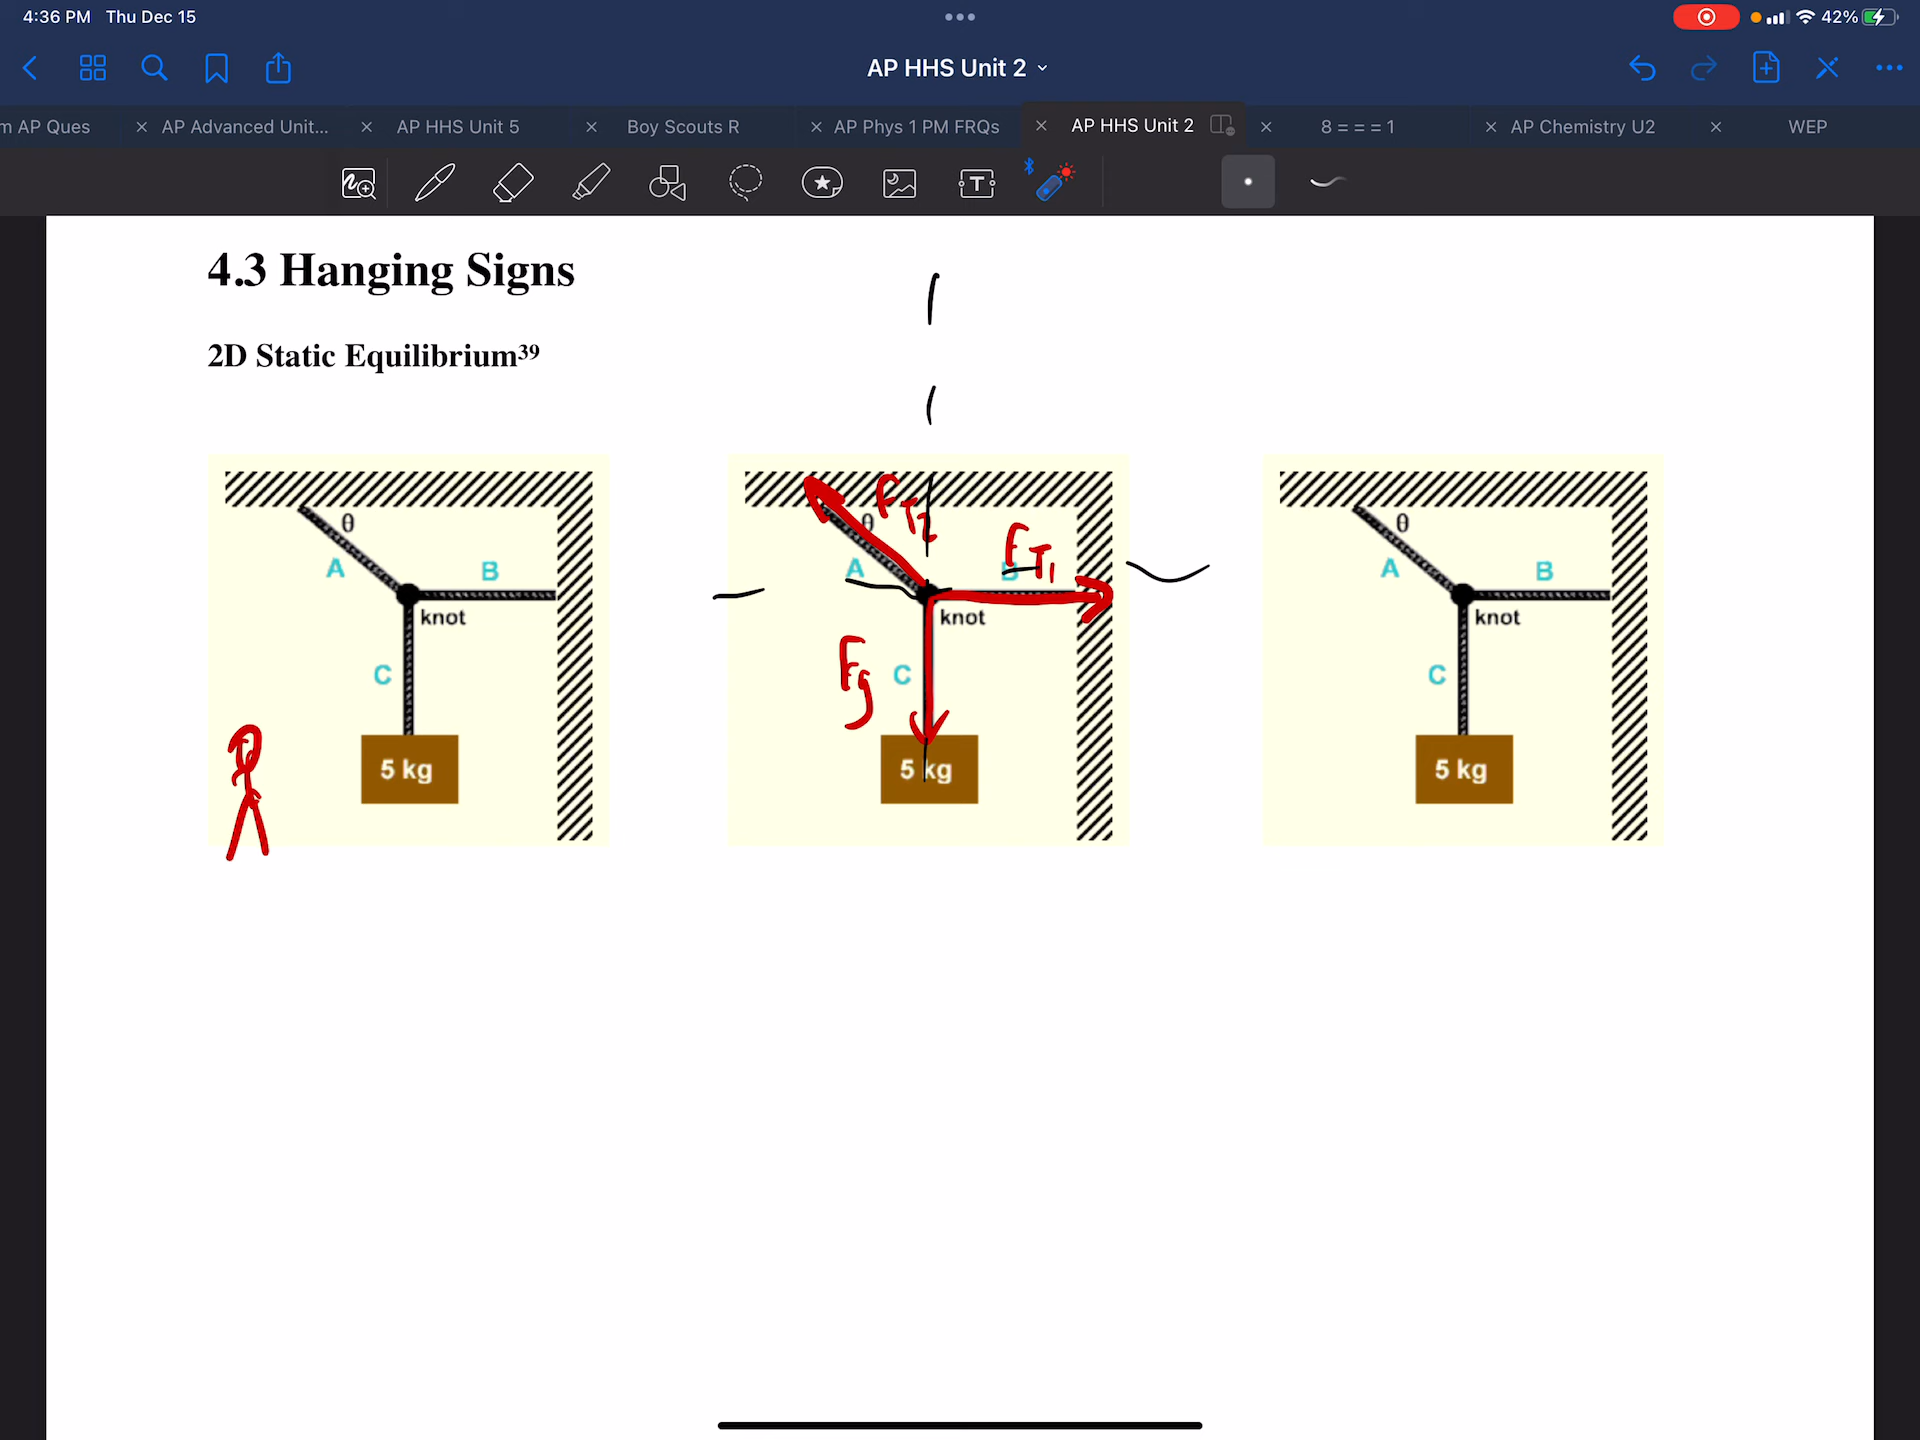 4:36 PM Thu Dec 15
42%
AP HHS Unit 2
m AP Ques
AP Advanced Unit...
AP HHS Unit 5
Boy Scouts R
AP Phys 1 PM FRQs
AP HHS Unit 2
8 = = = 1
AP Chemistry U2
WEP
4.3 Hanging Signs
2D Static Equilibrium³⁹
θ
A
B
knot
C
5 kg
F_T2
θ
A
F_T1
B
knot
Fg
C
5 kg
θ
A
B
knot
C
5 kg